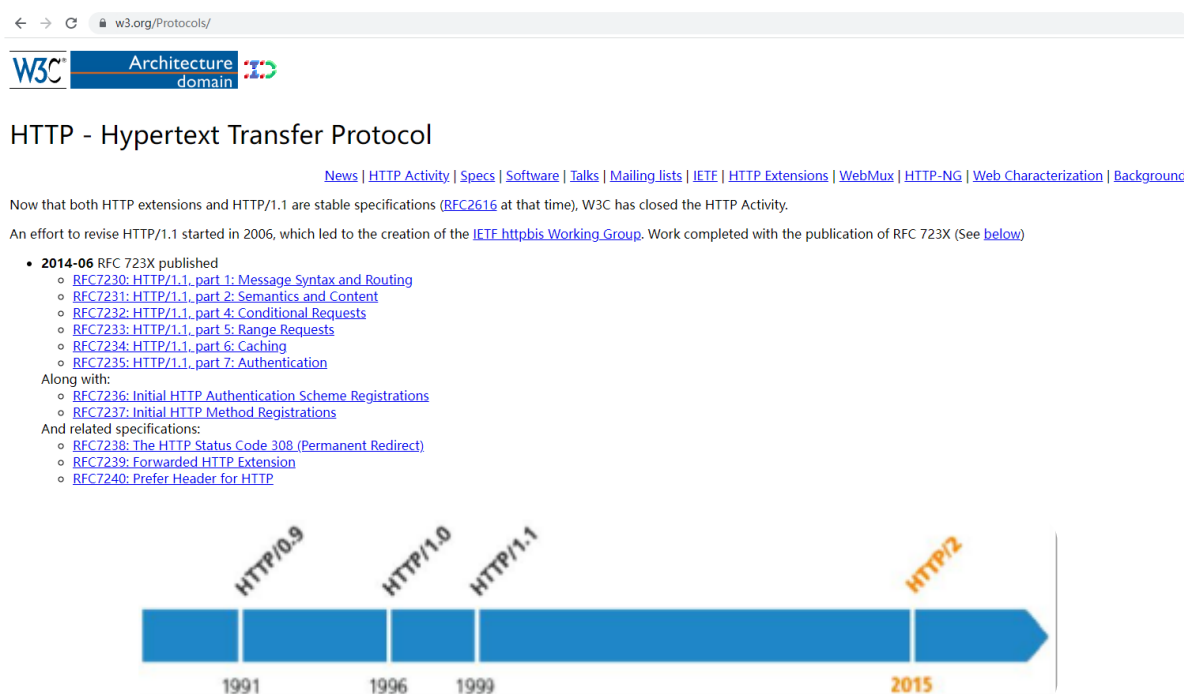 w3.org/Protocols/
W3C® Architecture
domain
HTTP - Hypertext Transfer Protocol
News | HTTP Activity | Specs | Software | Talks | Mailing lists | IETF | HTTP Extensions | WebMux | HTTP-NG | Web Characterization | Background
Now that both HTTP extensions and HTTP/1.1 are stable specifications (RFC2616 at that time), W3C has closed the HTTP Activity.
An effort to revise HTTP/1.1 started in 2006, which led to the creation of the IETF httpbis Working Group. Work completed with the publication of RFC 723X (See below)
• 2014-06 RFC 723X published
◦ RFC7230: HTTP/1.1, part 1: Message Syntax and Routing
◦ RFC7231: HTTP/1.1, part 2: Semantics and Content
◦ RFC7232: HTTP/1.1, part 4: Conditional Requests
◦ RFC7233: HTTP/1.1, part 5: Range Requests
◦ RFC7234: HTTP/1.1, part 6: Caching
◦ RFC7235: HTTP/1.1, part 7: Authentication
Along with:
◦ RFC7236: Initial HTTP Authentication Scheme Registrations
◦ RFC7237: Initial HTTP Method Registrations
And related specifications:
◦ RFC7238: The HTTP Status Code 308 (Permanent Redirect)
◦ RFC7239: Forwarded HTTP Extension
◦ RFC7240: Prefer Header for HTTP
HTTP/0.9 HTTP/1.0 HTTP/1.1 HTTP/2
1991 1996 1999 2015